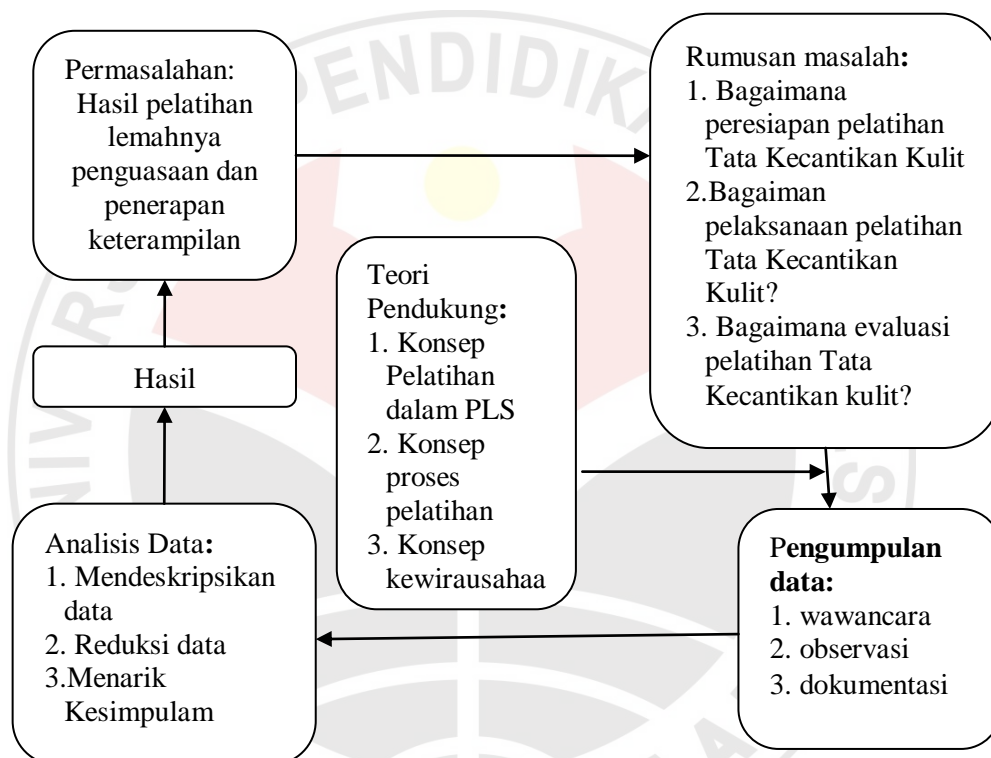 PENDIDIKA
Permasalahan:
Hasil pelatihan
lemahnya
penguasaan dan
penerapan
keterampilan
Rumusan masalah:
1. Bagaimana
peresiapan pelatihan
Tata Kecantikan Kulit
2.Bagaiman
pelaksanaan pelatihan
Tata Kecantikan
Kulit?
3. Bagaimana evaluasi
pelatihan Tata
Kecantikan kulit?
Teori
Pendukung:
1. Konsep
Pelatihan
dalam PLS
2. Konsep
proses
pelatihan
3. Konsep
kewirausahaa
Hasil
Analisis Data:
1. Mendeskripsikan
data
2. Reduksi data
3.Menarik
Kesimpulam
Pengumpulan
data:
1. wawancara
2. observasi
3. dokumentasi